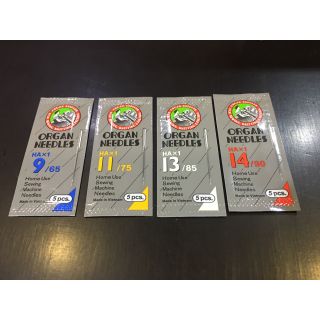 ORGAN
NEEDLES
HA×1
9/65
Home Use
Sewing
Machine
Needles
5 pcs.
Made in Vietnam
ORGAN
NEEDLES
HA×1
11/75
Home Use
Sewing
Machine
Needles
5 pcs.
Made in Vietnam
ORGAN
NEEDLES
HA×1
13/85
Home Use
Sewing
Machine
Needles
5 pcs.
Made in Vietnam
ORGAN
NEEDLES
HA×1
14/90
Home Use
Sewing
Machine
Needles
5 pcs.
Made in Vietnam